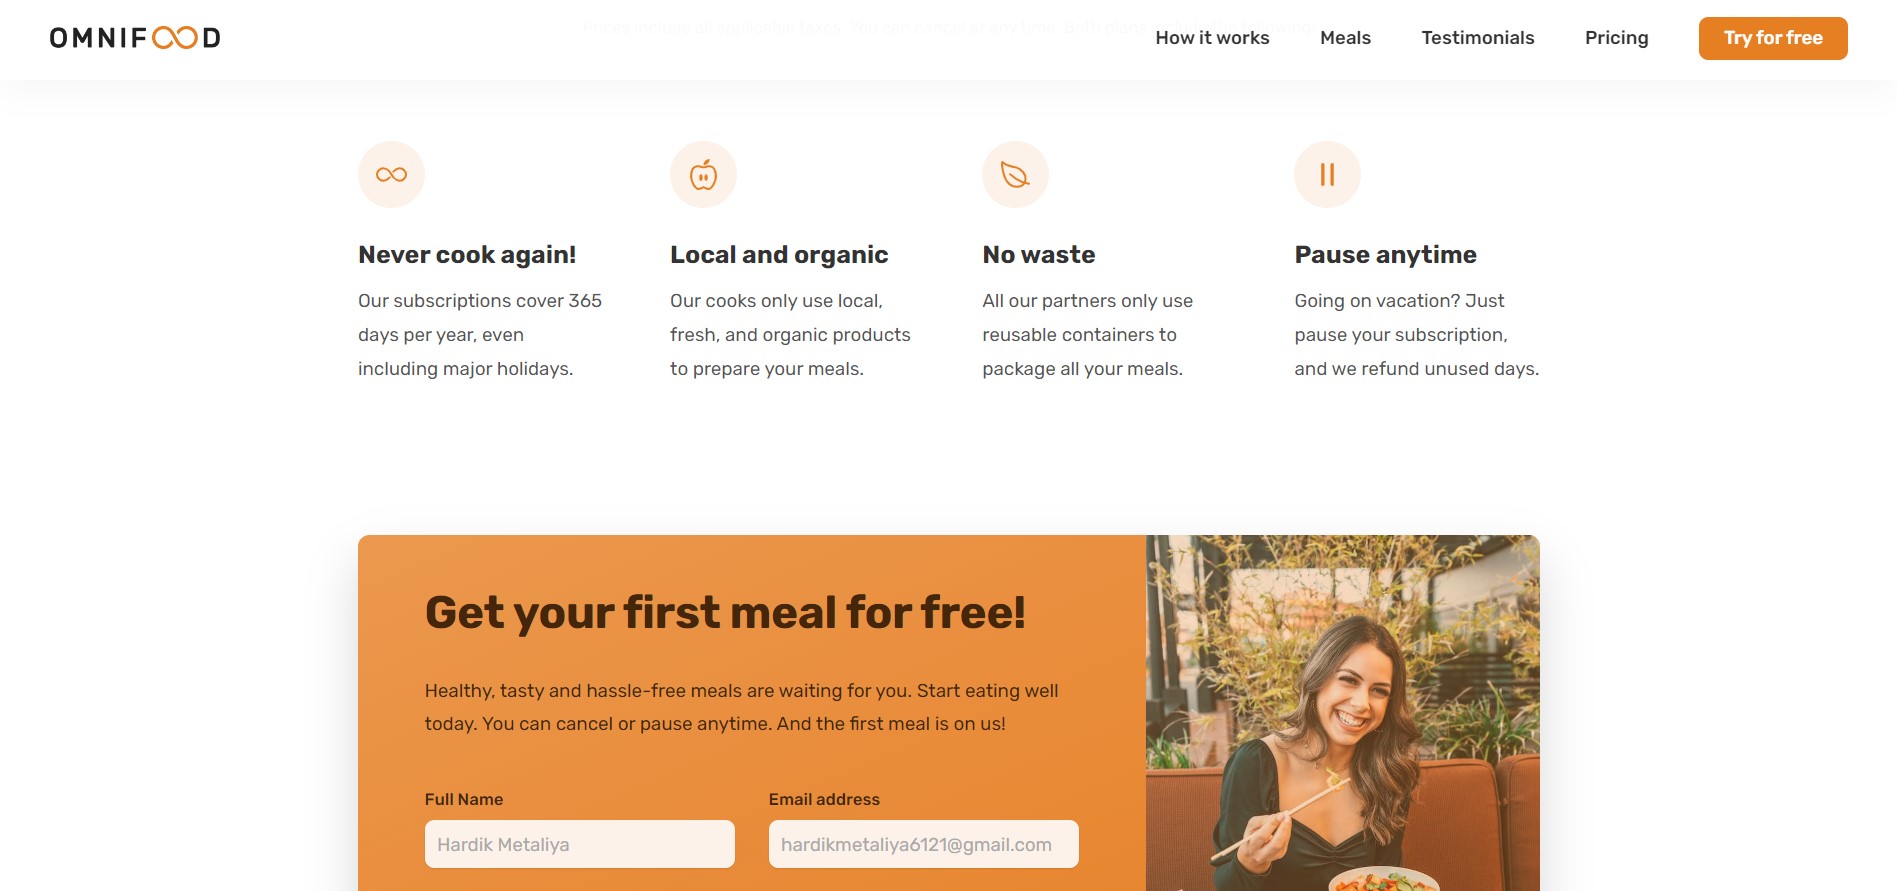 OMNIFOOD
Prices include all applicable taxes. You can cancel at any time. Both plans include the following:
How it works
Meals
Testimonials
Pricing
Try for free
Never cook again!
Our subscriptions cover 365
days per year, even
including major holidays.
Local and organic
Our cooks only use local,
fresh, and organic products
to prepare your meals.
No waste
All our partners only use
reusable containers to
package all your meals.
Pause anytime
Going on vacation? Just
pause your subscription,
and we refund unused days.
Get your first meal for free!
Healthy, tasty and hassle-free meals are waiting for you. Start eating well
today. You can cancel or pause anytime. And the first meal is on us!
Full Name
Email address
Hardik Metaliya
hardikmetaliya6121@gmail.com